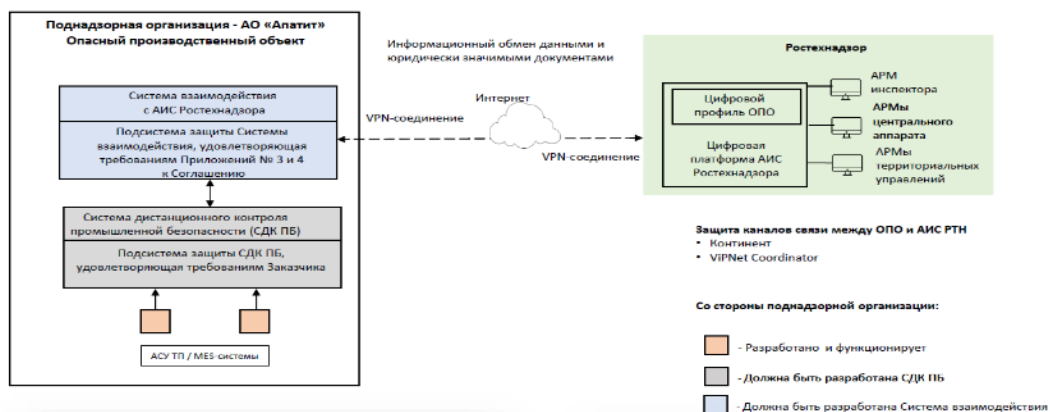 Поднадзорная организация - АО «Апатит»
Опасный производственный объект
Система взаимодействия
с АИС Ростехнадзора
Подсистема защиты Системы
взаимодействия, удовлетворяющая
требованиям Приложений № 3 и 4
к Соглашению
Система дистанционного контроля
промышленной безопасности (СДК ПБ)
Подсистема защиты СДК ПБ,
удовлетворяющая требованиям Заказчика
АСУ ТП / MES-системы
Информационный обмен данными и
юридически значимыми документами
Интернет
VPN-соединение
VPN-соединение
Ростехнадзор
Цифровой
профиль ОПО
Цифровая
платформа АИС
Ростехнадзора
АРМ
инспектора
АРМы
центрального
аппарата
АРМы
территориальных
управлений
Защита каналов связи между ОПО и АИС РТН
• Континент
• ViPNet Coordinator
Со стороны поднадзорной организации:
- Разработано и функционирует
- Должна быть разработана СДК ПБ
- Должна быть разработана Система взаимодействия